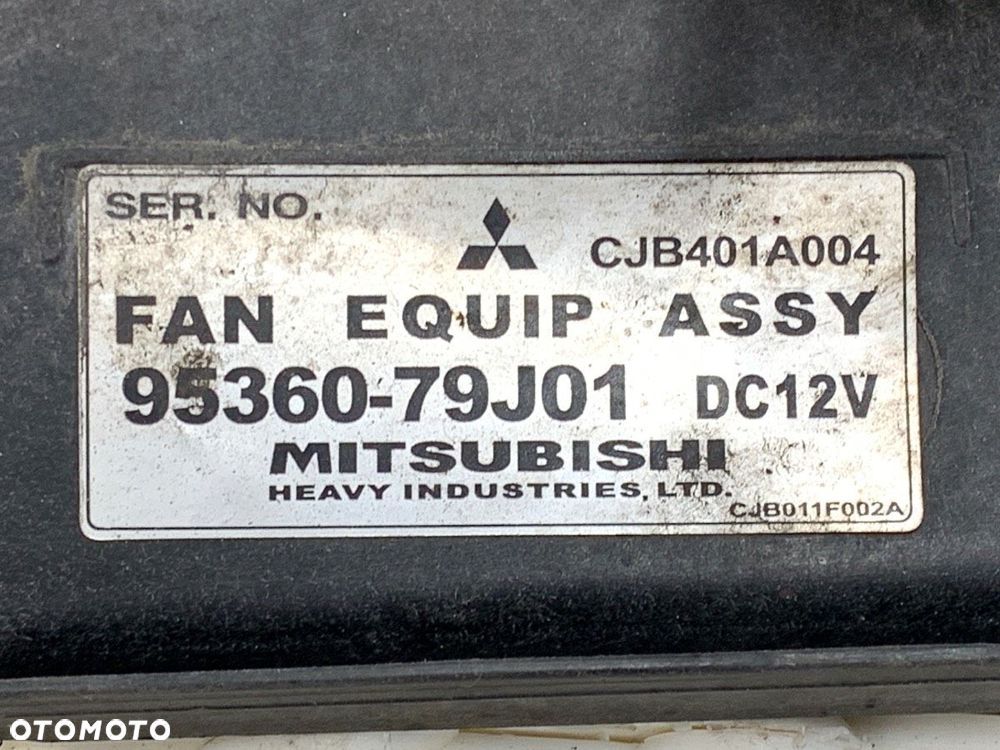 SER. NO.
CJB401A004
FAN EQUIP ASSY
95360-79J01 DC12V
MITSUBISHI
HEAVY INDUSTRIES, LTD.
CJB011F002A
OTOMOTO